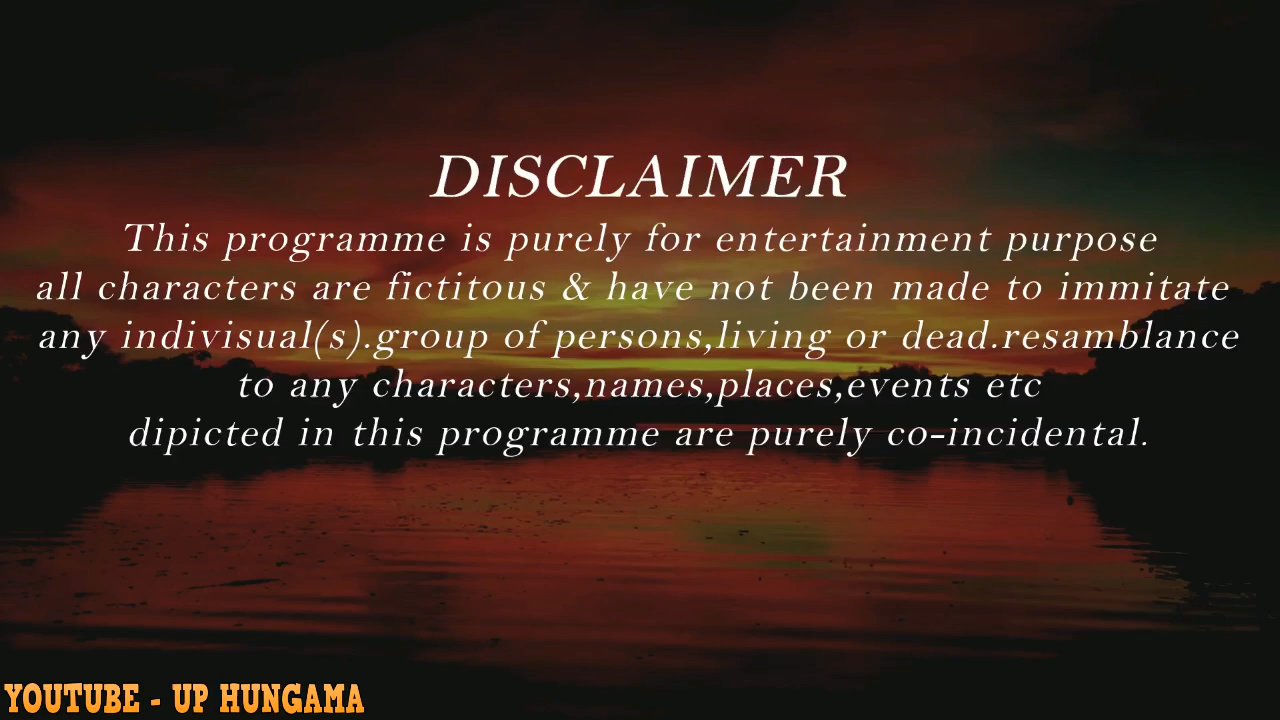 DISCLAIMER
This programme is purely for entertainment purpose
all characters are fictitous & have not been made to immitate
any indivisual(s).group of persons,living or dead.resamblance
to any characters,names,places,events etc
dipicted in this programme are purely co-incidental.
YOUTUBE - UP HUNGAMA